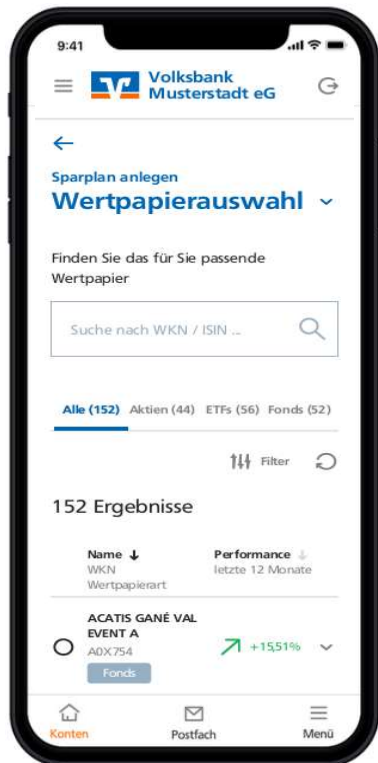 9:41
Volksbank
Musterstadt eG
Sparplan anlegen
Wertpapierauswahl
Finden Sie das für Sie passende
Wertpapier
Suche nach WKN / ISIN ...
Alle (152) Aktien (44) ETFs (56) Fonds (52)
Filter
152 Ergebnisse
Name Performance
WKN letzte 12 Monate
Wertpapierart
ACATIS GANÉ VAL
EVENT A
A0X754 +15,51%
Fonds
Konten Postfach Menü